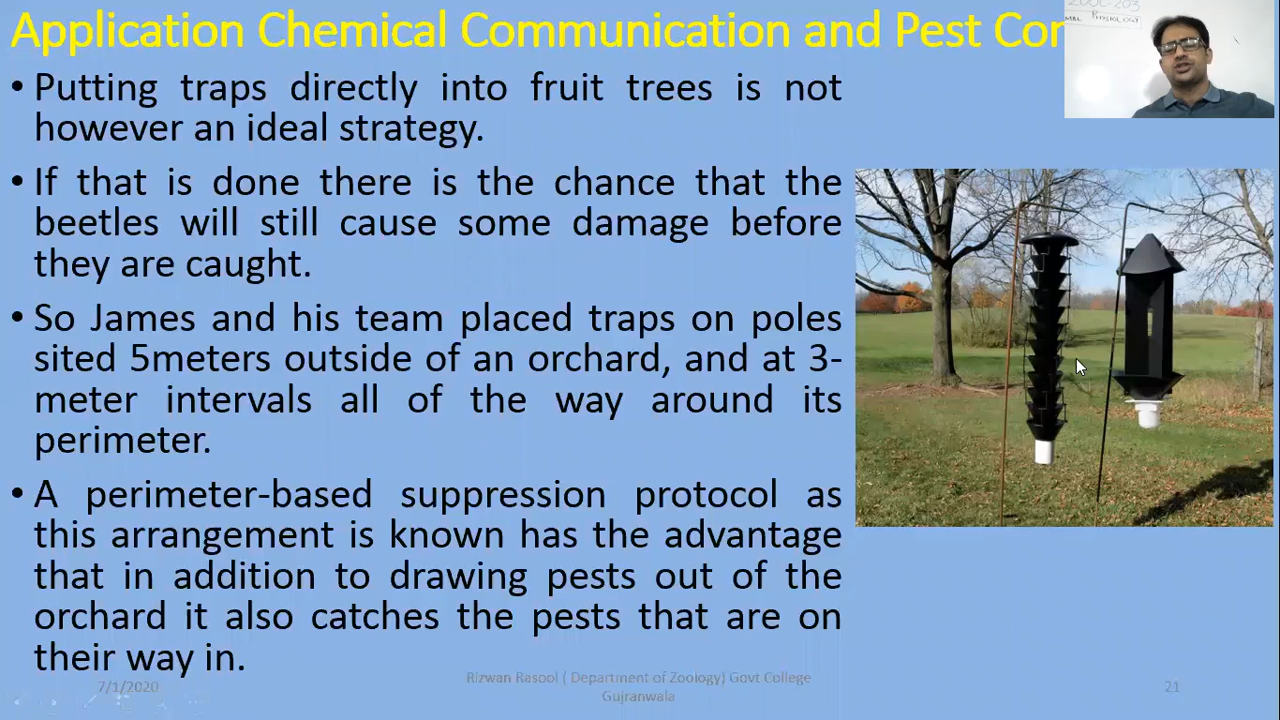 Application Chemical Communication and Pest Con
• Putting traps directly into fruit trees is not
however an ideal strategy.
• If that is done there is the chance that the
beetles will still cause some damage before
they are caught.
• So James and his team placed traps on poles
sited 5meters outside of an orchard, and at 3-
meter intervals all of the way around its
perimeter.
• A perimeter-based suppression protocol as
this arrangement is known has the advantage
that in addition to drawing pests out of the
orchard it also catches the pests that are on
their way in.
7/1/2020
Rizwan Rasool ( Department of Zoology) Govt College
Gujranwala
21
PHYSIOLOGY